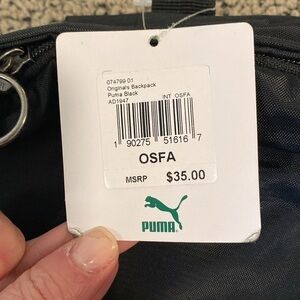 074799 01
Originals Backpack
Puma Black
AD1947 INT OSFA
1 90275 51616 7
OSFA
MSRP $35.00
PUMA